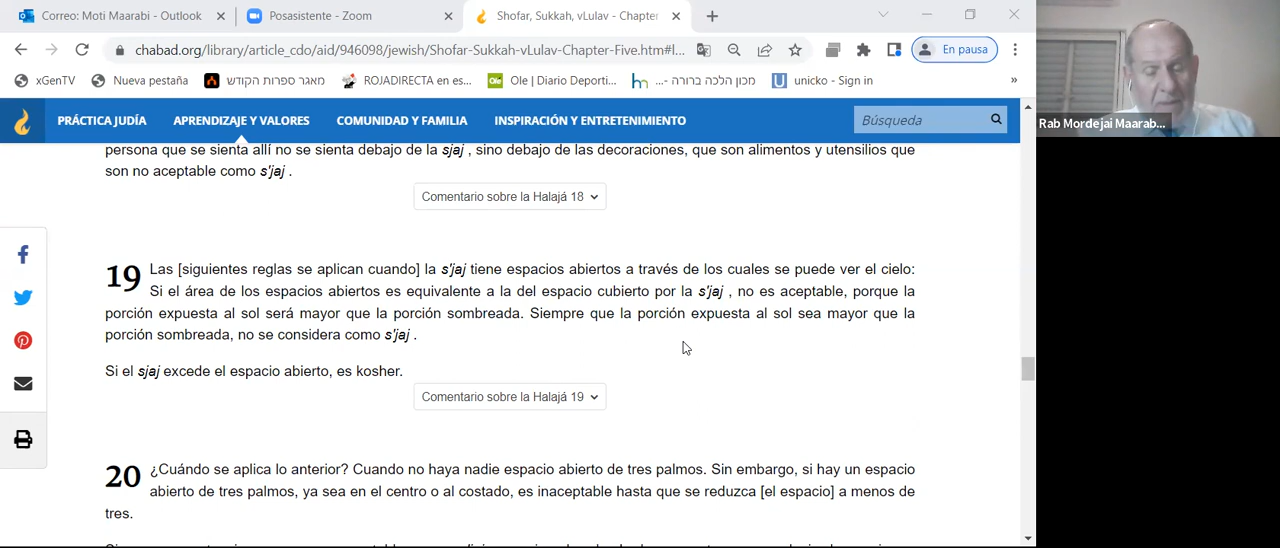 Correo: Moti Maarabi - Outlook
Posasistente - Zoom
Shofar, Sukkah, vLulav - Chapter
chabad.org/library/article_cdo/aid/946098/jewish/Shofar-Sukkah-vLulav-Chapter-Five.htm#l...
En pausa
xGenTV
Nueva pestaña
מאגר ספרות הקודש
ROJADIRECTA en es...
Ole | Diario Deporti...
מכון הלכה ברורה -...
unicko - Sign in
»
PRÁCTICA JUDÍA
APRENDIZAJE Y VALORES
COMUNIDAD Y FAMILIA
INSPIRACIÓN Y ENTRETENIMIENTO
Búsqueda
Rab Mordejai Maarab...
persona que se sienta allí no se sienta debajo de la sjaj , sino debajo de las decoraciones, que son alimentos y utensilios que
son no aceptable como s'jaj .
Comentario sobre la Halajá 18
19 Las [siguientes reglas se aplican cuando] la s'jaj tiene espacios abiertos a través de los cuales se puede ver el cielo:
Si el área de los espacios abiertos es equivalente a la del espacio cubierto por la s'jaj , no es aceptable, porque la
porción expuesta al sol será mayor que la porción sombreada. Siempre que la porción expuesta al sol sea mayor que la
porción sombreada, no se considera como s'jaj .
Si el sjaj excede el espacio abierto, es kosher.
Comentario sobre la Halajá 19
20 ¿Cuándo se aplica lo anterior? Cuando no haya nadie espacio abierto de tres palmos. Sin embargo, si hay un espacio
abierto de tres palmos, ya sea en el centro o al costado, es inaceptable hasta que se reduzca [el espacio] a menos de
tres.